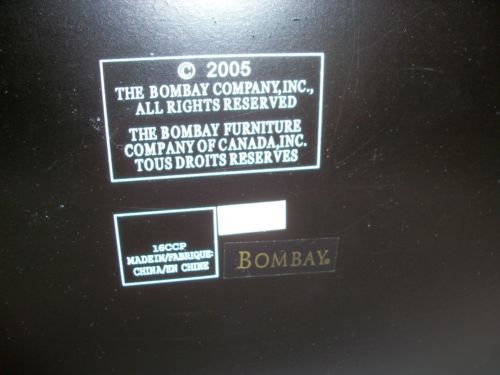 © 2005
THE BOMBAY COMPANY,INC.,
ALL RIGHTS RESERVED
THE BOMBAY FURNITURE
COMPANY OF CANADA,INC.
TOUS DROITS RESERVES
16CCP
MADEIN/FABRIQUE:
CHINA/EN CHINE
BOMBAY®